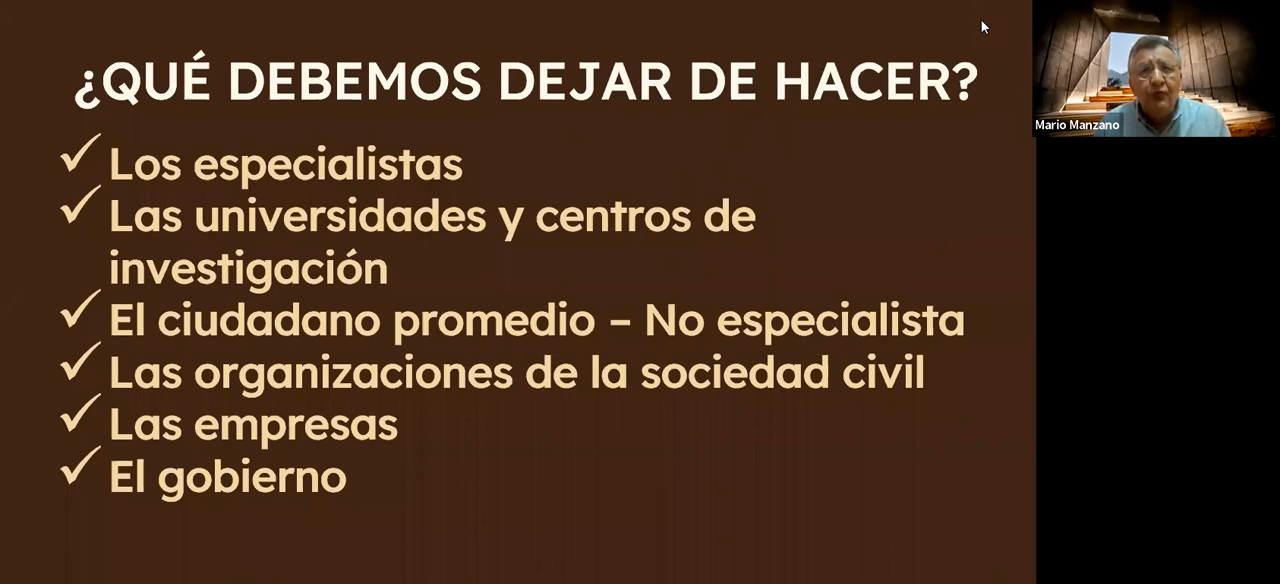 ¿QUÉ DEBEMOS DEJAR DE HACER?
✓ Los especialistas
✓ Las universidades y centros de
investigación
✓ El ciudadano promedio – No especialista
✓ Las organizaciones de la sociedad civil
✓ Las empresas
✓ El gobierno
Mario Manzano